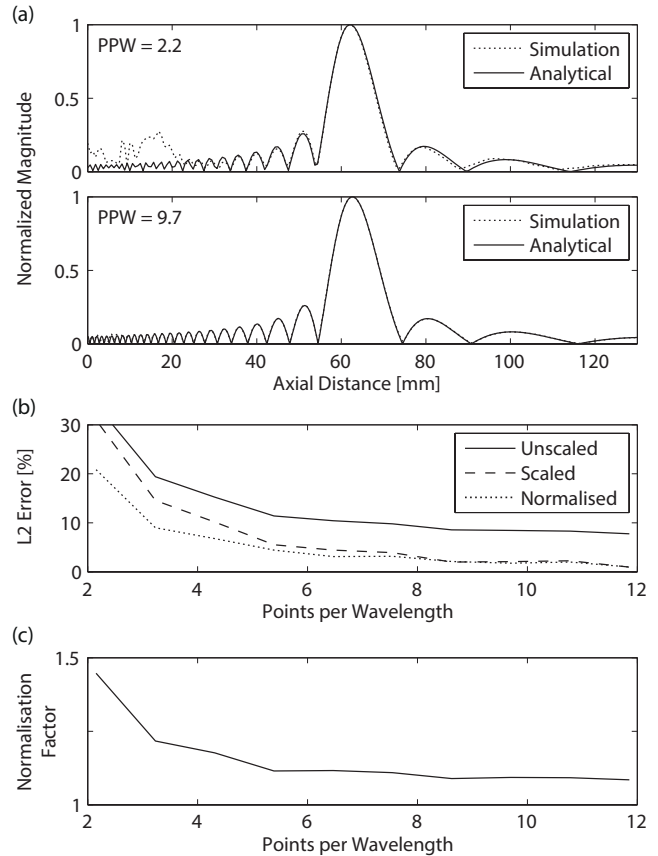 (a)
PPW = 2.2
Simulation
Analytical
1
0.5
0
PPW = 9.7
Simulation
Analytical
1
0.5
0
Normalized Magnitude
0 20 40 60 80 100 120
Axial Distance [mm]
(b)
L2 Error [%]
30
20
10
0
Unscaled
Scaled
Normalised
2 4 6 8 10 12
Points per Wavelength
(c)
Normalisation
Factor
1.5
1
2 4 6 8 10 12
Points per Wavelength